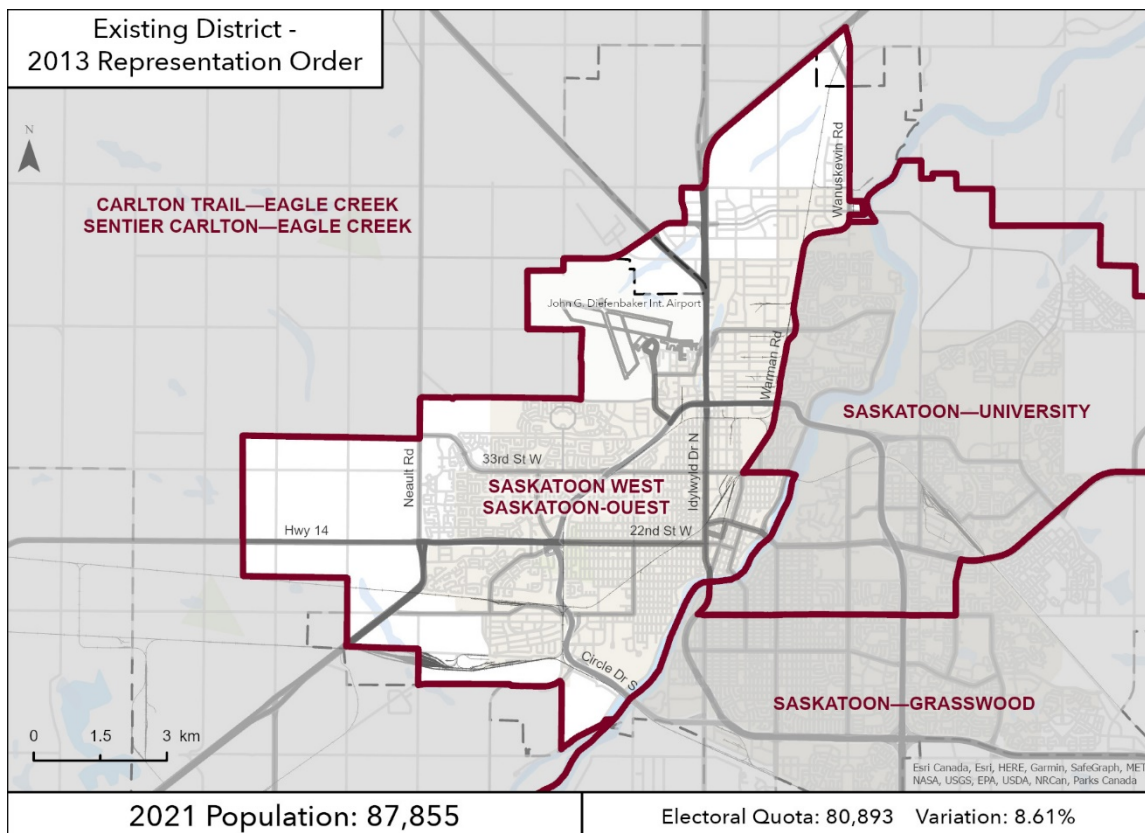 Existing District -
2013 Representation Order
N
CARLTON TRAIL—EAGLE CREEK
SENTIER CARLTON—EAGLE CREEK
Wanuskewin Rd
John G. Diefenbaker Int. Airport
Warman Rd
SASKATOON—UNIVERSITY
Neault Rd
33rd St W
Idylwyld Dr N
SASKATOON WEST
SASKATOON-OUEST
Hwy 14
22nd St W
Circle Dr S
SASKATOON—GRASSWOOD
0 1.5 3 km
Esri Canada, Esri, HERE, Garmin, SafeGraph, MET
NASA, USGS, EPA, USDA, NRCan, Parks Canada
2021 Population: 87,855
Electoral Quota: 80,893 Variation: 8.61%